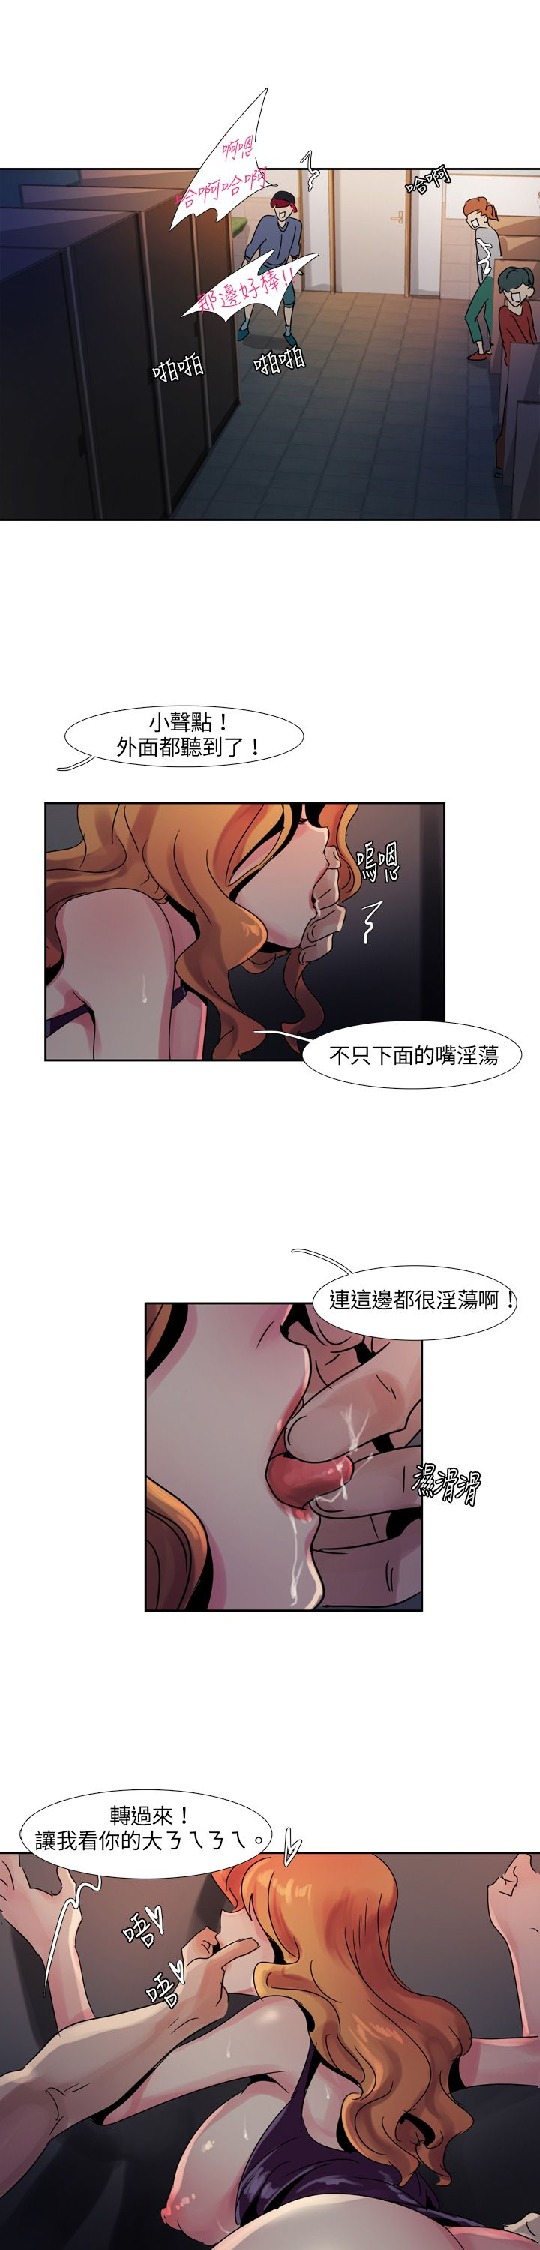 啊嗯
哈啊哈啊
哈啊
那邊好棒!!
啪啪
啪啪
小聲點！
外面都聽到了！
嗚嗯
不只下面的嘴淫蕩
連這邊都很淫蕩啊！
濕滑滑
轉過來！
讓我看你的大ㄋㄟㄋㄟ。
唔
唔